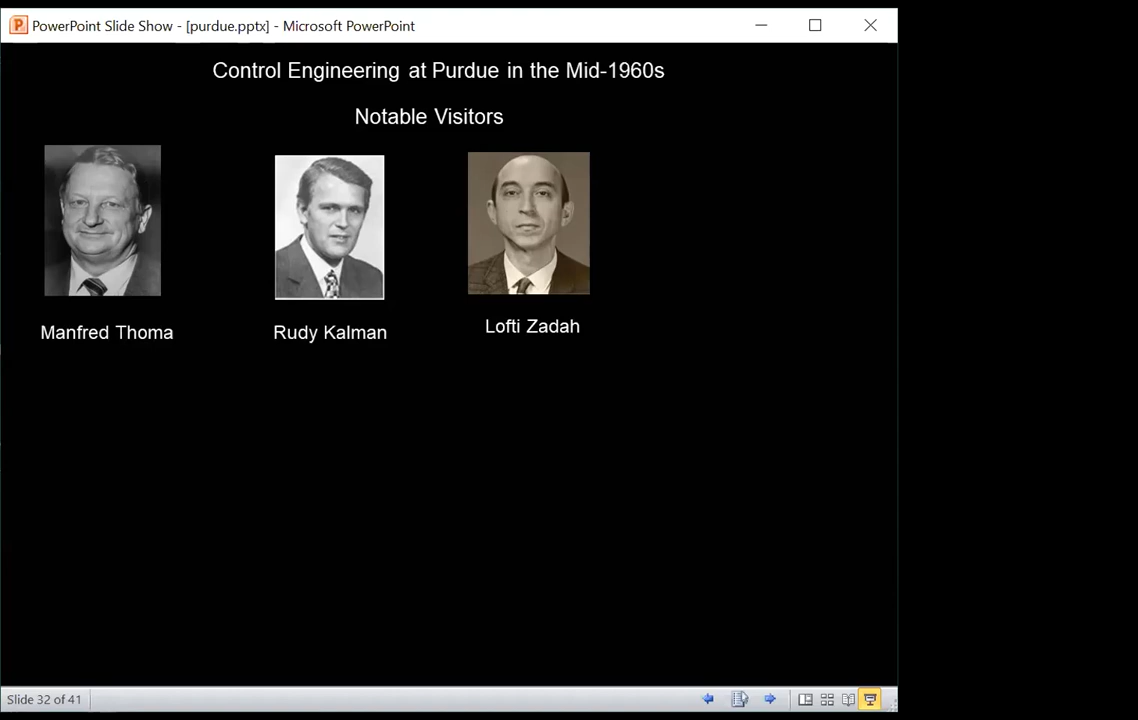 PowerPoint Slide Show - [purdue.pptx] - Microsoft PowerPoint
Control Engineering at Purdue in the Mid-1960s
Notable Visitors
Manfred Thoma
Rudy Kalman
Lofti Zadah
Slide 32 of 41